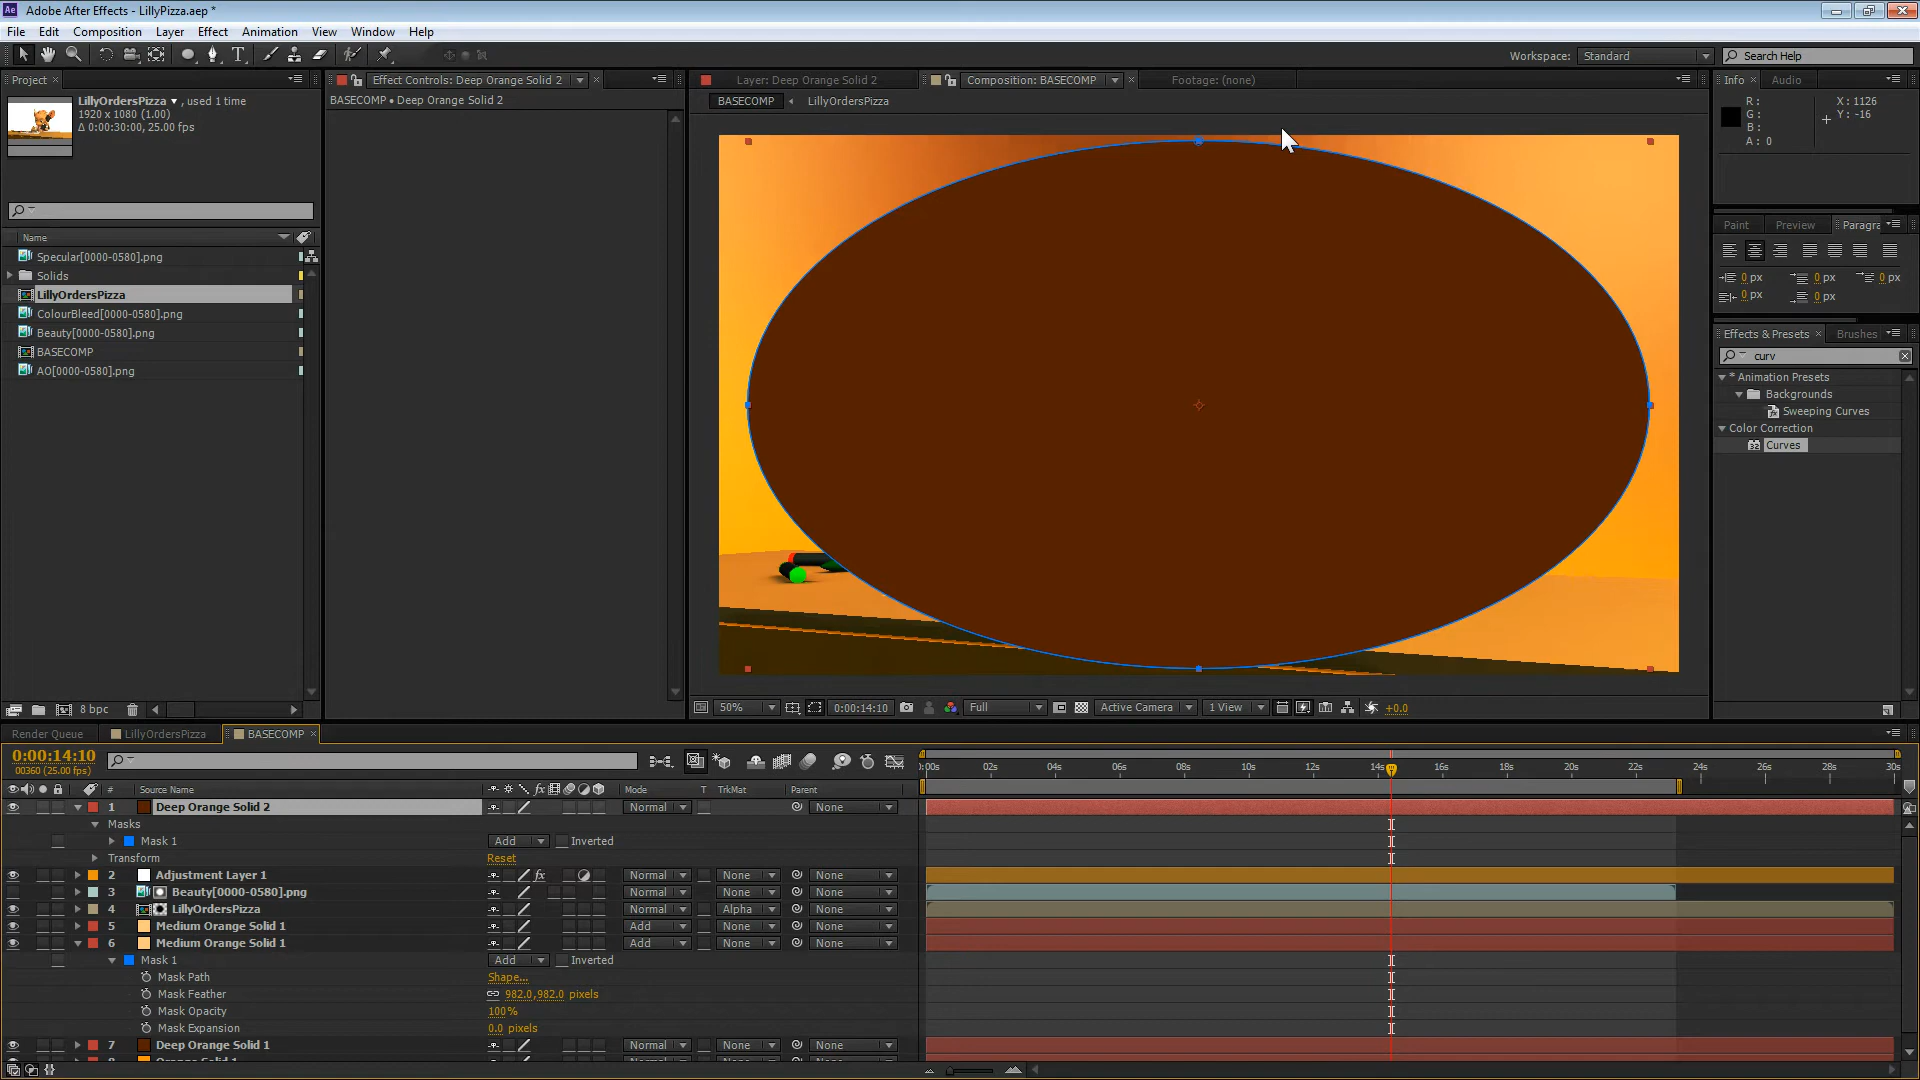 Adobe After Effects - LillyPizza.aep *
File Edit Composition Layer Effect Animation View Window Help
Workspace: Standard Search Help
Project
LillyOrdersPizza , used 1 time
1920 x 1080 (1.00)
Δ 0:00:30:00, 25.00 fps
Name
Specular[0000-0580].png
Solids
LillyOrdersPizza
ColourBleed[0000-0580].png
Beauty[0000-0580].png
BASECOMP
AO[0000-0580].png
8 bpc
Effect Controls: Deep Orange Solid 2
BASECOMP • Deep Orange Solid 2
Layer: Deep Orange Solid 2 Composition: BASECOMP Footage: (none)
BASECOMP LillyOrdersPizza
50% 0:00:14:10 Full Active Camera 1 View +0.0
Info Audio
R: X: 1126
G: Y: -16
B:
A: 0
Paint Preview Paragra
0 px 0 px 0 px
0 px 0 px
Effects & Presets Brushes
curv
* Animation Presets
Backgrounds
Sweeping Curves
Color Correction
32 Curves
Render Queue LillyOrdersPizza BASECOMP
0:00:14:10
00360 (25.00 fps)
:00s 02s 04s 06s 08s 10s 12s 14s 16s 18s 20s 22s 24s 26s 28s 30s
# Source Name fx Mode T TrkMat Parent
1 Deep Orange Solid 2 Normal None
Masks
Mask 1 Add Inverted
Transform Reset
2 Adjustment Layer 1 fx Normal None None
3 Beauty[0000-0580].png Normal None None
4 LillyOrdersPizza Normal Alpha None
5 Medium Orange Solid 1 Add None None
6 Medium Orange Solid 1 Add None None
Mask 1 Add Inverted
Mask Path Shape...
Mask Feather 982.0,982.0 pixels
Mask Opacity 100%
Mask Expansion 0.0 pixels
7 Deep Orange Solid 1 Normal None None